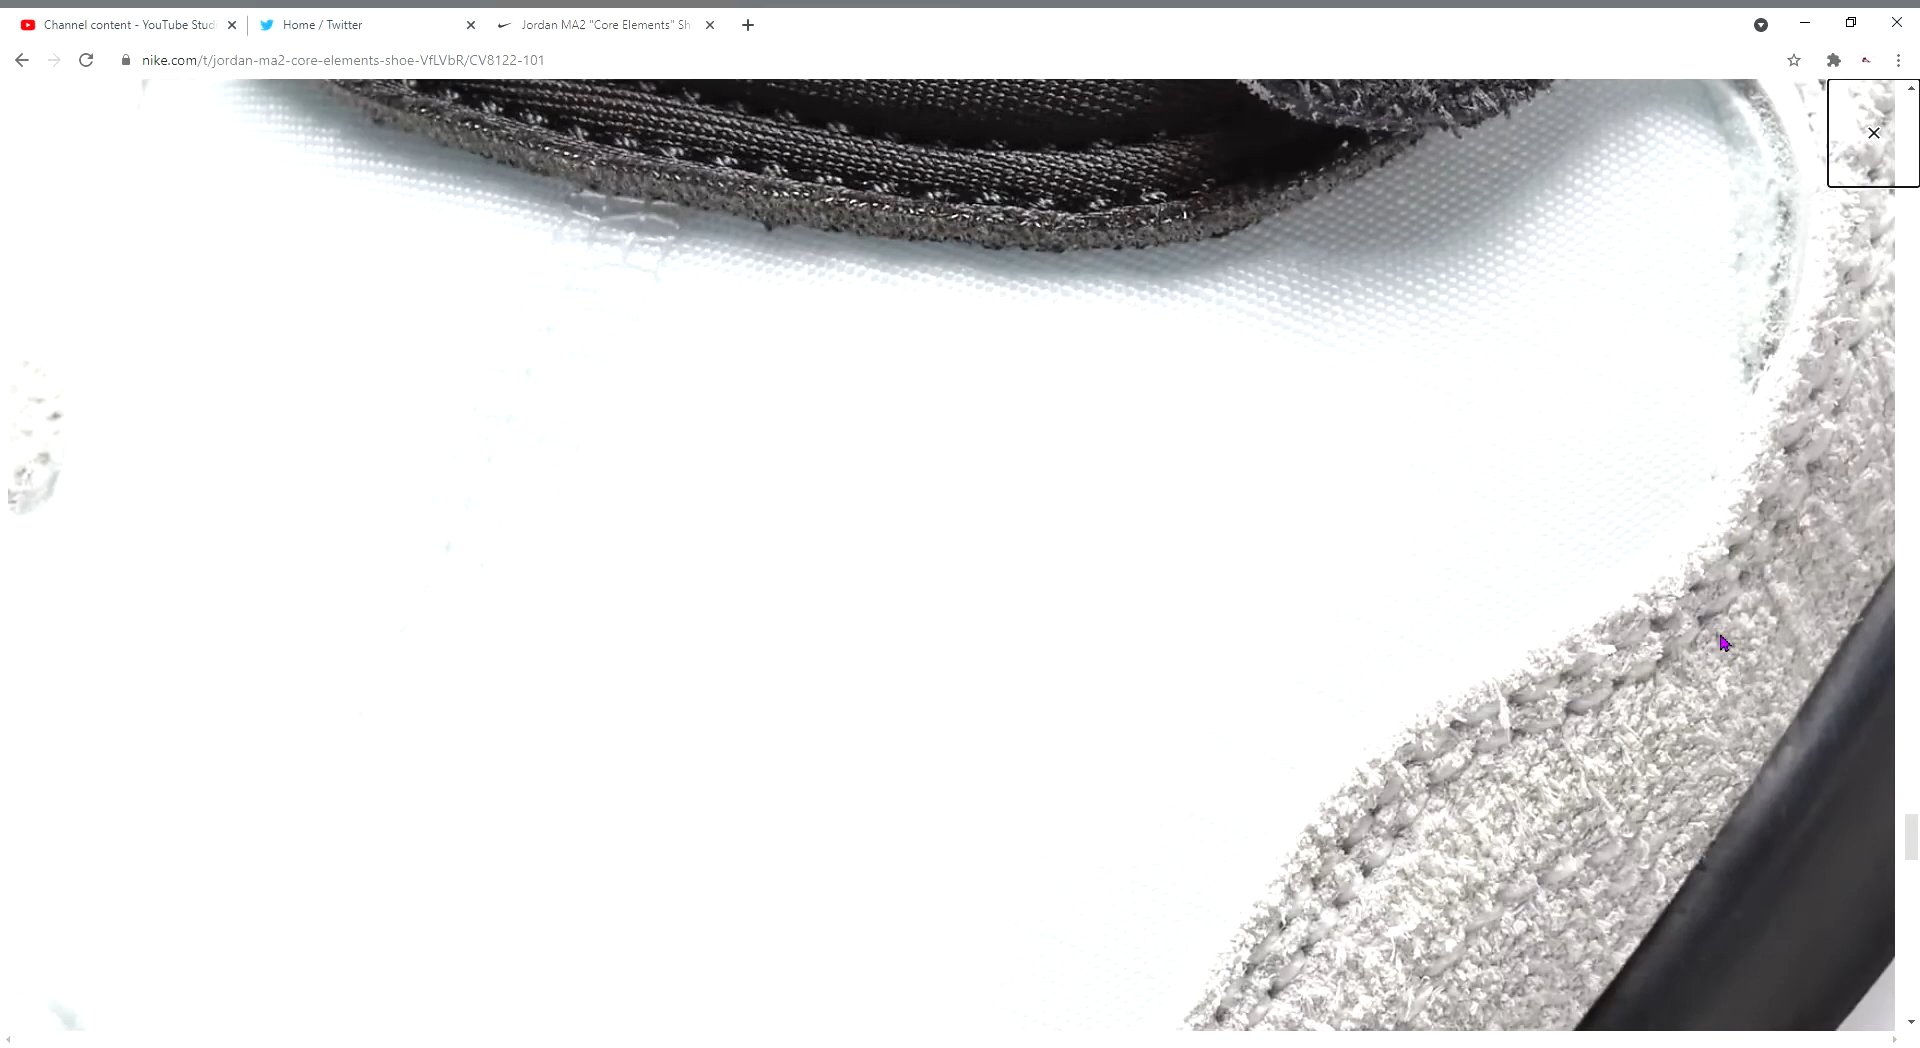 Channel content - YouTube Stud
Home / Twitter
Jordan MA2 "Core Elements" Sh
nike.com/t/jordan-ma2-core-elements-shoe-VfLVbR/CV8122-101